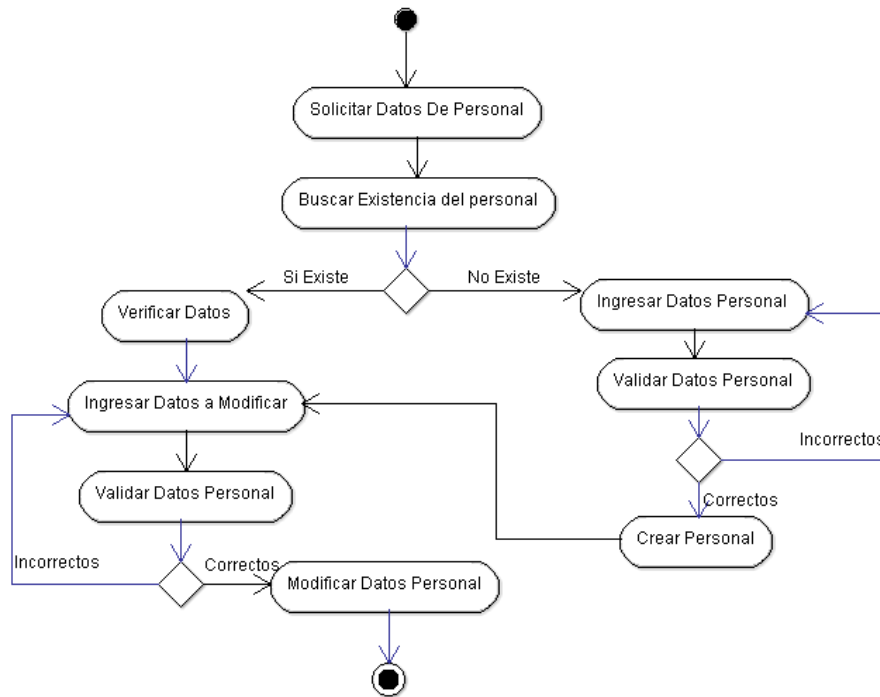 Solicitar Datos De Personal
Buscar Existencia del personal
Si Existe
No Existe
Verificar Datos
Ingresar Datos Personal
Ingresar Datos a Modificar
Validar Datos Personal
Validar Datos Personal
Incorrectos
Correctos
Crear Personal
Incorrectos
Correctos
Modificar Datos Personal